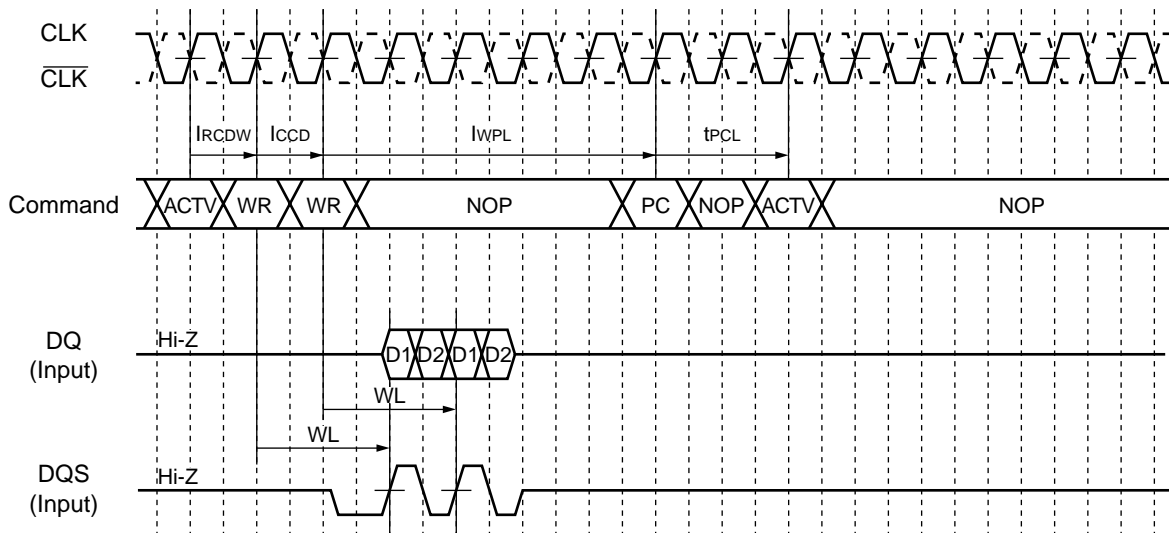 CLK
CLK
IRCDW ICCD IWPL tPCL
Command ACTV WR WR NOP PC NOP ACTV NOP
DQ
(Input)
Hi-Z
D1 D2 D1 D2
WL
WL
DQS
(Input)
Hi-Z